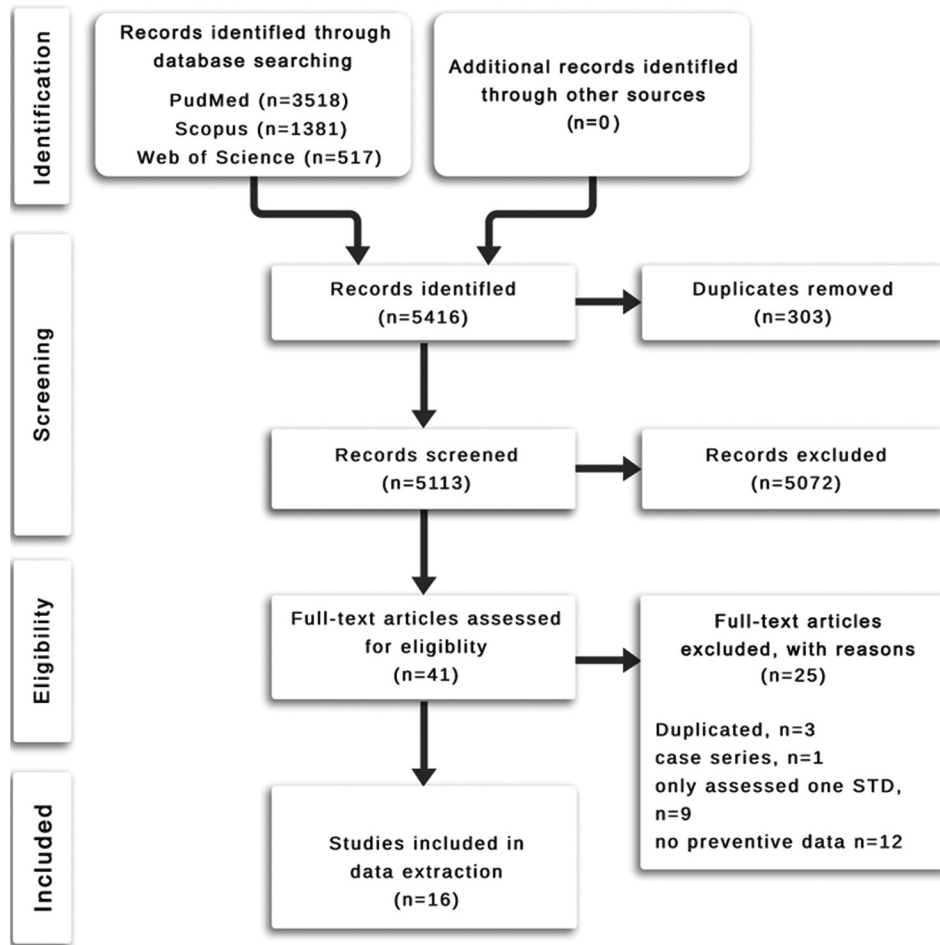 Identification
Records identified through
database searching
PudMed (n=3518)
Scopus (n=1381)
Web of Science (n=517)
Additional records identified
through other sources
(n=0)
Screening
Records identified
(n=5416)
Duplicates removed
(n=303)
Records screened
(n=5113)
Records excluded
(n=5072)
Eligibility
Full-text articles assessed
for eligiblity
(n=41)
Full-text articles
excluded, with reasons
(n=25)
Duplicated, n=3
case series, n=1
only assessed one STD,
n=9
no preventive data n=12
Included
Studies included in
data extraction
(n=16)